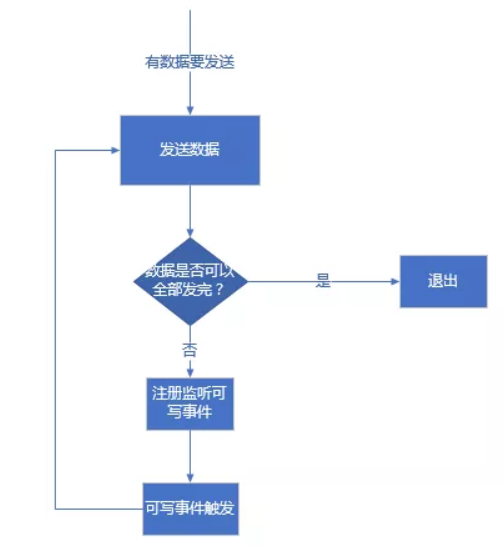 有数据要发送
发送数据
数据是否可以
全部发完？
是
退出
否
注册监听可
写事件
可写事件触发